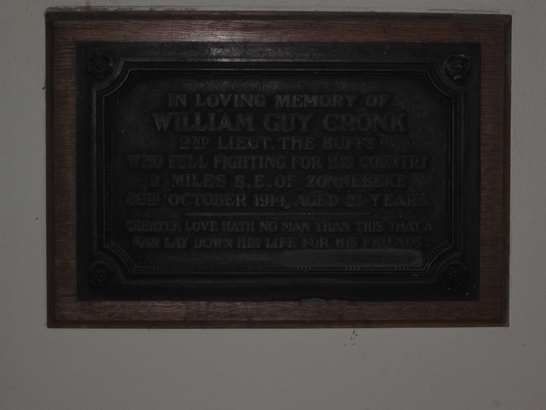 IN LOVING MEMORY OF
WILLIAM GUY CRONK
2ND LIEUT. THE BUFFS
WHO FELL FIGHTING FOR HIS COUNTRY
2 MILES S.E. OF ZONNEBEKE
OCTOBER 1914, AGED 21 YEARS
GREATER LOVE HATH NO MAN THAN THIS THAT A
MAN LAY DOWN HIS LIFE FOR HIS FRIENDS